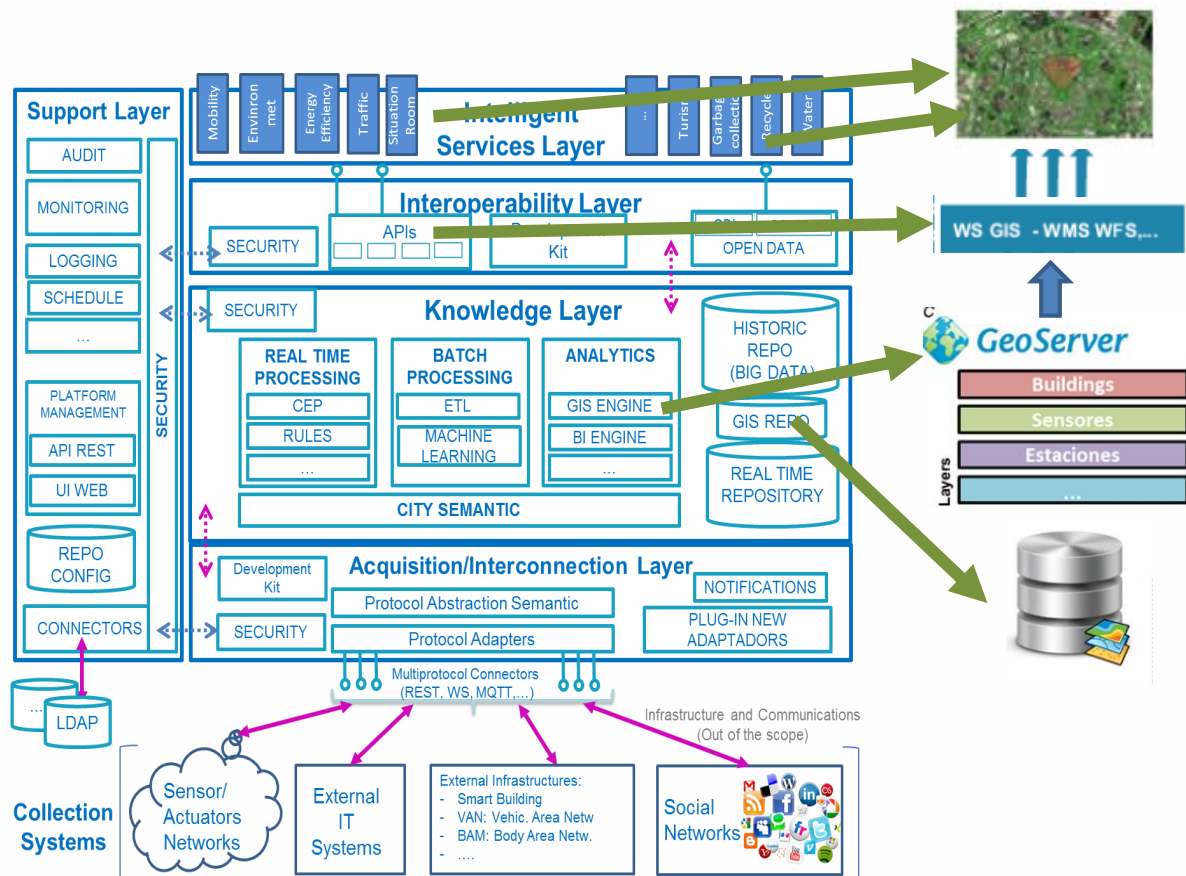 Support Layer
AUDIT
MONITORING
LOGGING
SCHEDULE
...
PLATFORM
MANAGEMENT
API REST
UI WEB
REPO
CONFIG
CONNECTORS
SECURITY
...
LDAP
Mobility
Environ
met
Energy
Efficiency
Traffic
Situation
Room
Intelligent
Services Layer
...
Turism
Garbag
collection
Recycle
Water
Interoperability Layer
SECURITY
APIs
Kit
OPEN DATA
Knowledge Layer
SECURITY
REAL TIME
PROCESSING
CEP
RULES
...
BATCH
PROCESSING
ETL
MACHINE
LEARNING
ANALYTICS
GIS ENGINE
BI ENGINE
...
HISTORIC
REPO
(BIG DATA)
GIS REPO
REAL TIME
REPOSITORY
CITY SEMANTIC
Acquisition/Interconnection Layer
Development
Kit
SECURITY
Protocol Abstraction Semantic
Protocol Adapters
NOTIFICATIONS
PLUG-IN NEW
ADAPTADORS
Multiprotocol Connectors
(REST, WS, MQTT,...)
Infrastructure and Communications
(Out of the scope)
Collection
Systems
Sensor/
Actuators
Networks
External
IT
Systems
External Infrastructures:
- Smart Building
- VAN: Vehic. Area Netw
- BAM: Body Area Netw.
- ....
Social
Networks
WS GIS - WMS WFS,...
C
GeoServer
Layers
Buildings
Sensores
Estaciones
...